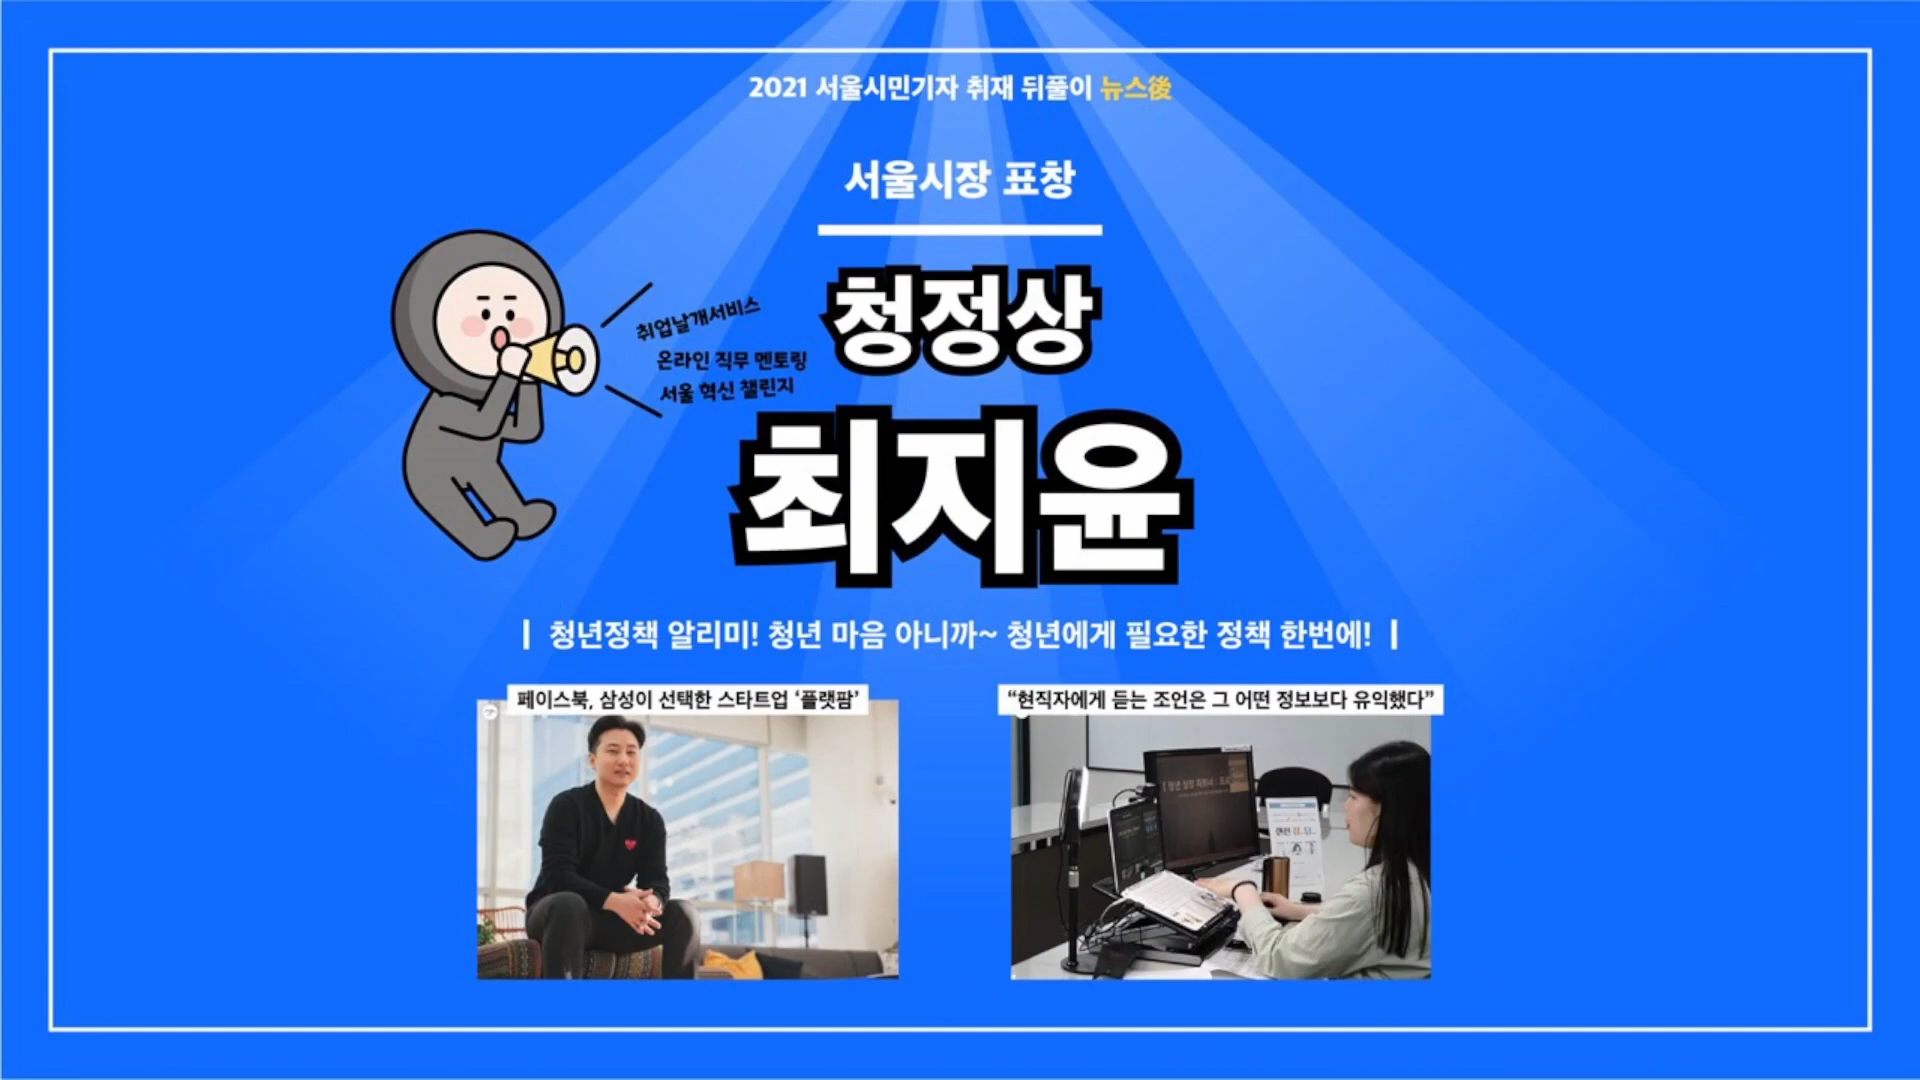 2021 서울시민기자 취재 뒤풀이 뉴스後
서울시장 표창
청정상
취업날개서비스
온라인 직무 멘토링
서울 혁신 챌린지
최지윤
| 청년정책 알리미! 청년 마음 아니까~ 청년에게 필요한 정책 한번에! |
페이스북, 삼성이 선택한 스타트업 ‘플랫팜’
“현직자에게 듣는 조언은 그 어떤 정보보다 유익했다”